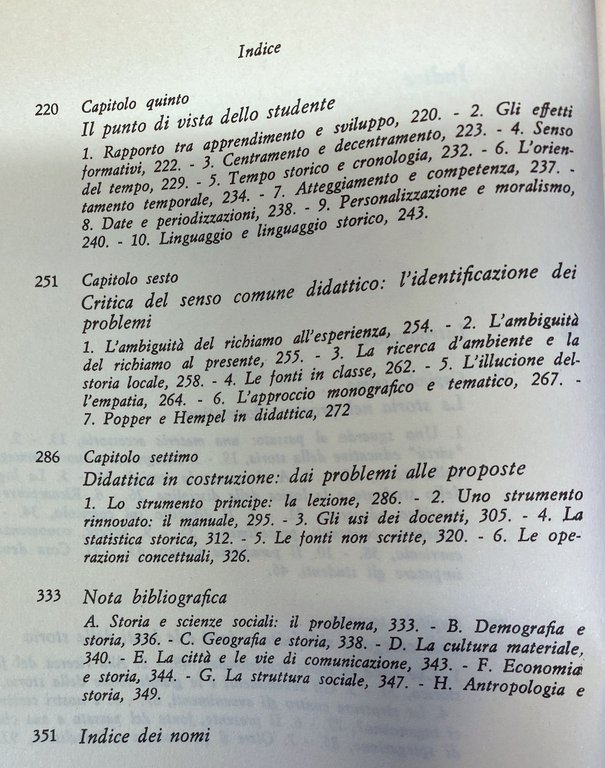 Indice
220 Capitolo quinto
Il punto di vista dello studente
1. Rapporto tra apprendimento e sviluppo, 220. - 2. Gli effetti
formativi, 222. - 3. Centramento e decentramento, 223. - 4. Senso
del tempo, 229. - 5. Tempo storico e cronologia, 232. - 6. L'orien-
tamento temporale, 234. - 7. Atteggiamento e competenza, 237. -
8. Date e periodizzazioni, 238. - 9. Personalizzazione e moralismo,
240. - 10. Linguaggio e linguaggio storico, 243.
251 Capitolo sesto
Critica del senso comune didattico: l'identificazione dei
problemi
1. L'ambiguità del richiamo all'esperienza, 254. - 2. L'ambiguità
del richiamo al presente, 255. - 3. La ricerca d'ambiente e la
storia locale, 258. - 4. Le fonti in classe, 262. - 5. L'illucione del-
l'empatia, 264. - 6. L'approccio monografico e tematico, 267. -
7. Popper e Hempel in didattica, 272
286 Capitolo settimo
Didattica in costruzione: dai problemi alle proposte
1. Lo strumento principe: la lezione, 286. - 2. Uno strumento
rinnovato: il manuale, 295. - 3. Gli usi dei docenti, 305. - 4. La
statistica storica, 312. - 5. Le fonti non scritte, 320. - 6. Le ope-
razioni concettuali, 326.
333 Nota bibliografica
A. Storia e scienze sociali: il problema, 333. - B. Demografia e
storia, 336. - C. Geografia e storia, 338. - D. La cultura materiale,
340. - E. La città e le vie di comunicazione, 343. - F. Economia
e storia, 344. - G. La struttura sociale, 347. - H. Antropologia e
storia, 349.
351 Indice dei nomi